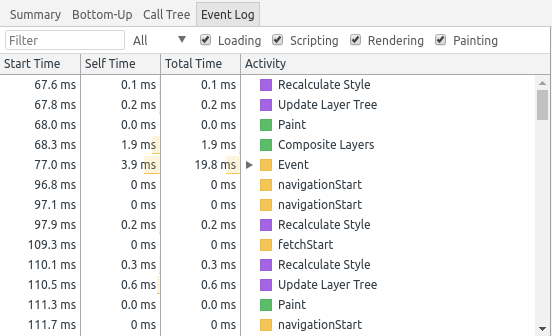 Summary Bottom-Up Call Tree Event Log
Filter All Loading Scripting Rendering Painting
Start Time Self Time Total Time Activity
67.6 ms 0.1 ms 0.1 ms Recalculate Style
67.8 ms 0.2 ms 0.2 ms Update Layer Tree
68.0 ms 0.0 ms 0.0 ms Paint
68.3 ms 1.9 ms 1.9 ms Composite Layers
77.0 ms 3.9 ms 19.8 ms Event
96.8 ms 0 ms 0 ms navigationStart
97.1 ms 0 ms 0 ms navigationStart
97.9 ms 0.2 ms 0.2 ms Recalculate Style
109.3 ms 0 ms 0 ms fetchStart
110.1 ms 0.3 ms 0.3 ms Recalculate Style
110.5 ms 0.6 ms 0.6 ms Update Layer Tree
111.3 ms 0.0 ms 0.0 ms Paint
111.7 ms 0 ms 0 ms navigationStart